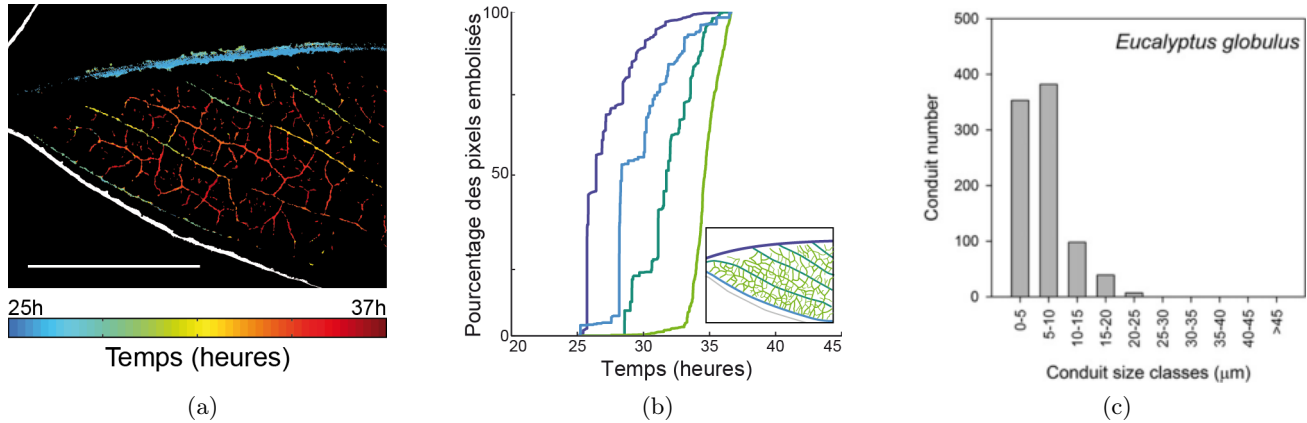 25h
37h
Temps (heures)
(a)
Pourcentage des pixels embolisés
100
50
0
20
25
30
35
40
45
Temps (heures)
(b)
Eucalyptus globulus
Conduit number
500
400
300
200
100
0
0-5
5-10
10-15
15-20
20-25
25-30
30-35
35-40
40-45
>45
Conduit size classes (μm)
(c)